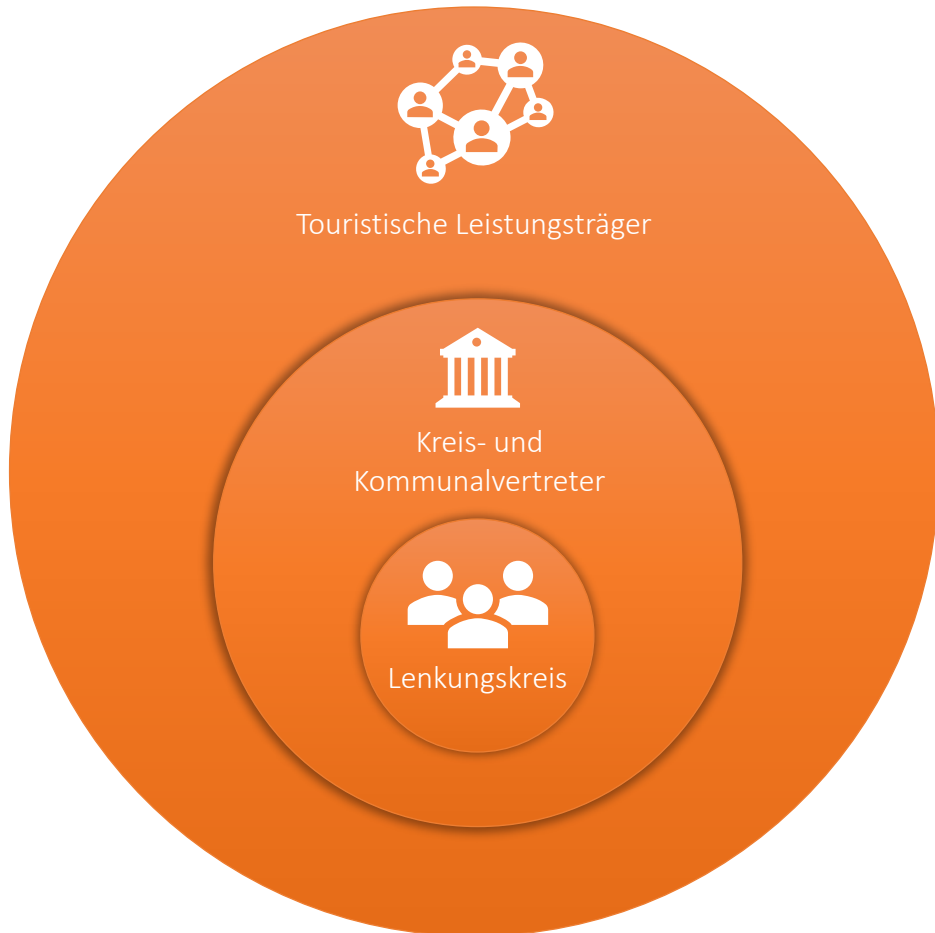 Touristische Leistungsträger
Kreis- und
Kommunalvertreter
Lenkungskreis